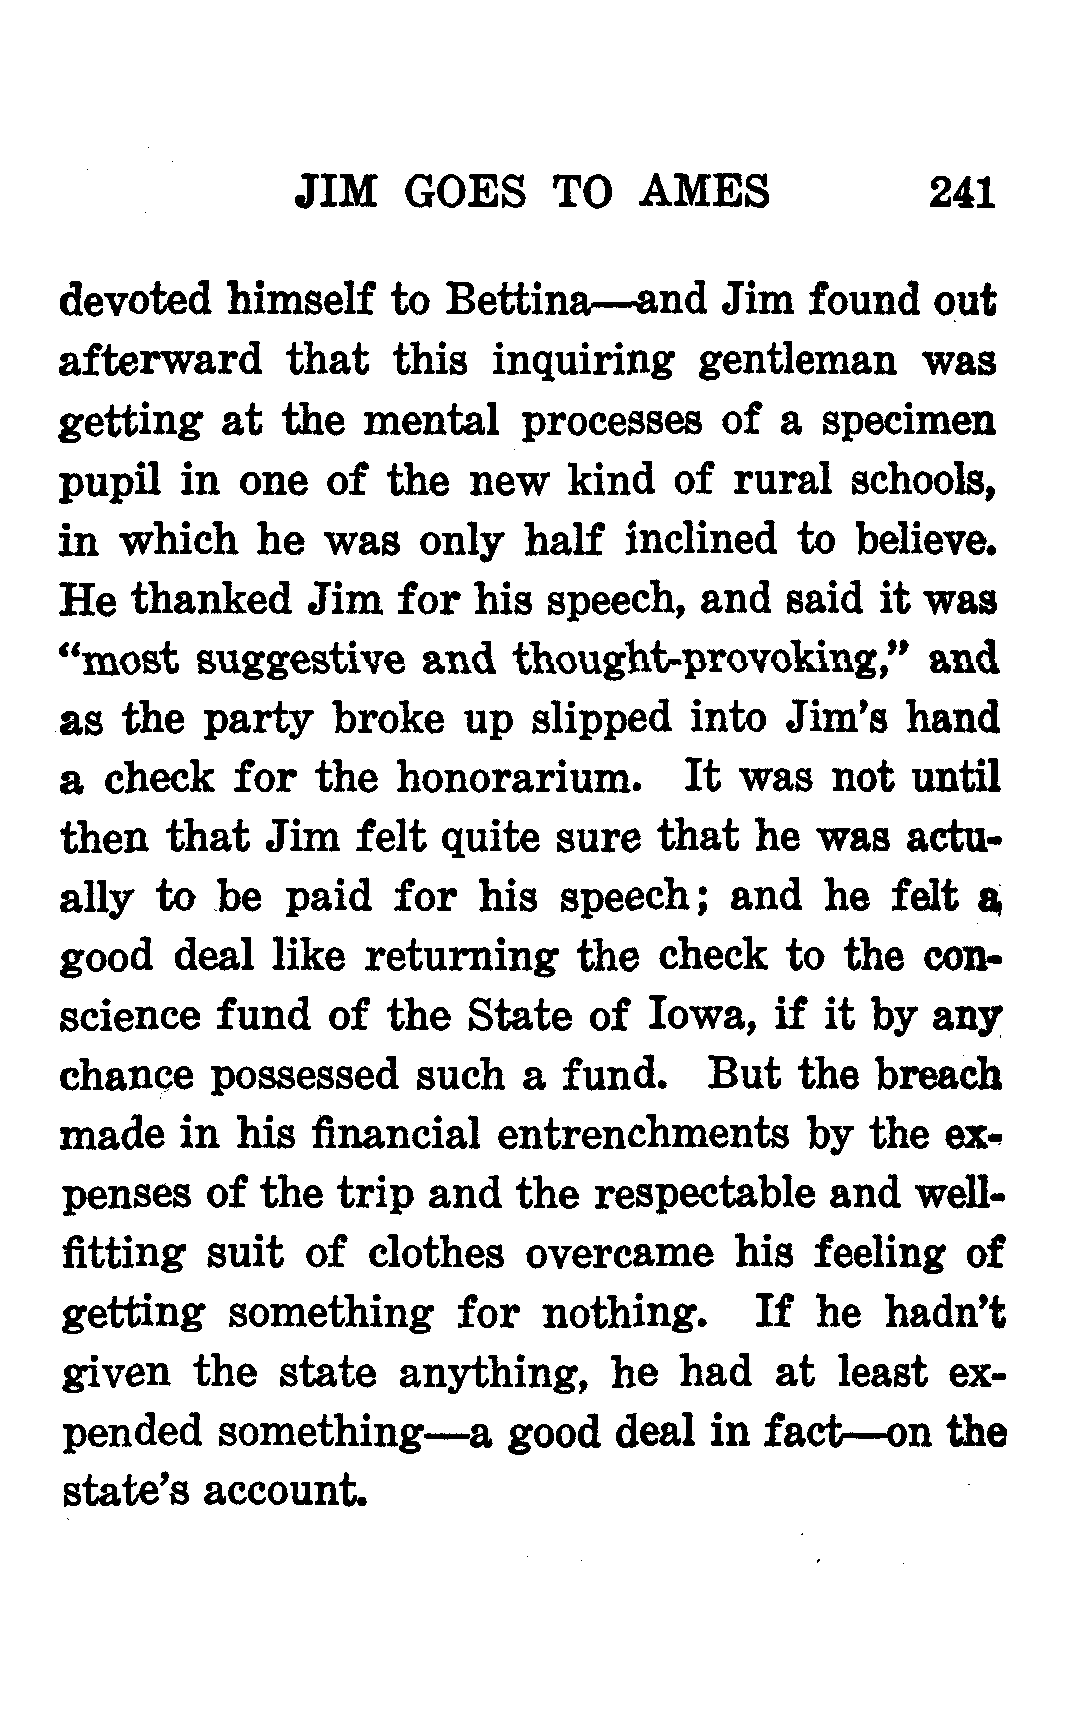 JIM GOES TO AMES 241
devoted himself to Bettina—and Jim found out
afterward that this inquiring gentleman was
getting at the mental processes of a specimen
pupil in one of the new kind of rural schools,
in which he was only half inclined to believe.
He thanked Jim for his speech, and said it was
“most suggestive and thought-provoking,” and
as the party broke up slipped into Jim’s hand
a check for the honorarium. It was not until
then that Jim felt quite sure that he was actu-
ally to be paid for his speech; and he felt a
good deal like returning the check to the con-
science fund of the State of Iowa, if it by any
chance possessed such a fund. But the breach
made in his financial entrenchments by the ex-
penses of the trip and the respectable and well-
fitting suit of clothes overcame his feeling of
getting something for nothing. If he hadn’t
given the state anything, he had at least ex-
pended something—a good deal in fact—on the
state’s account.